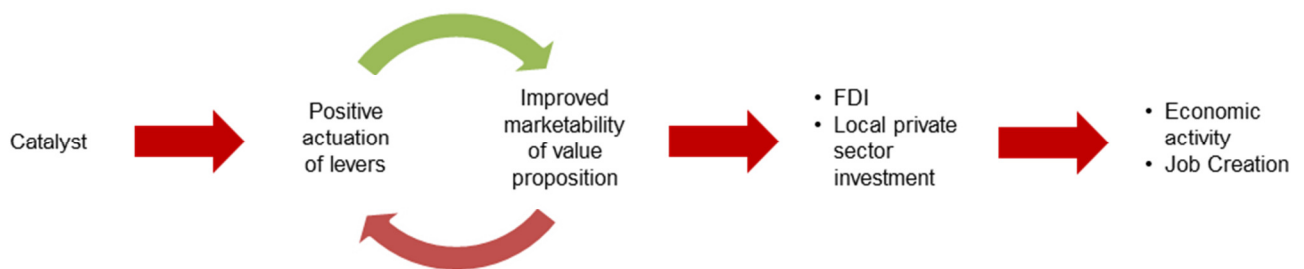 Catalyst
Positive
actuation
of levers
Improved
marketability
of value
proposition
• FDI
• Local private
sector
investment
• Economic
activity
• Job Creation